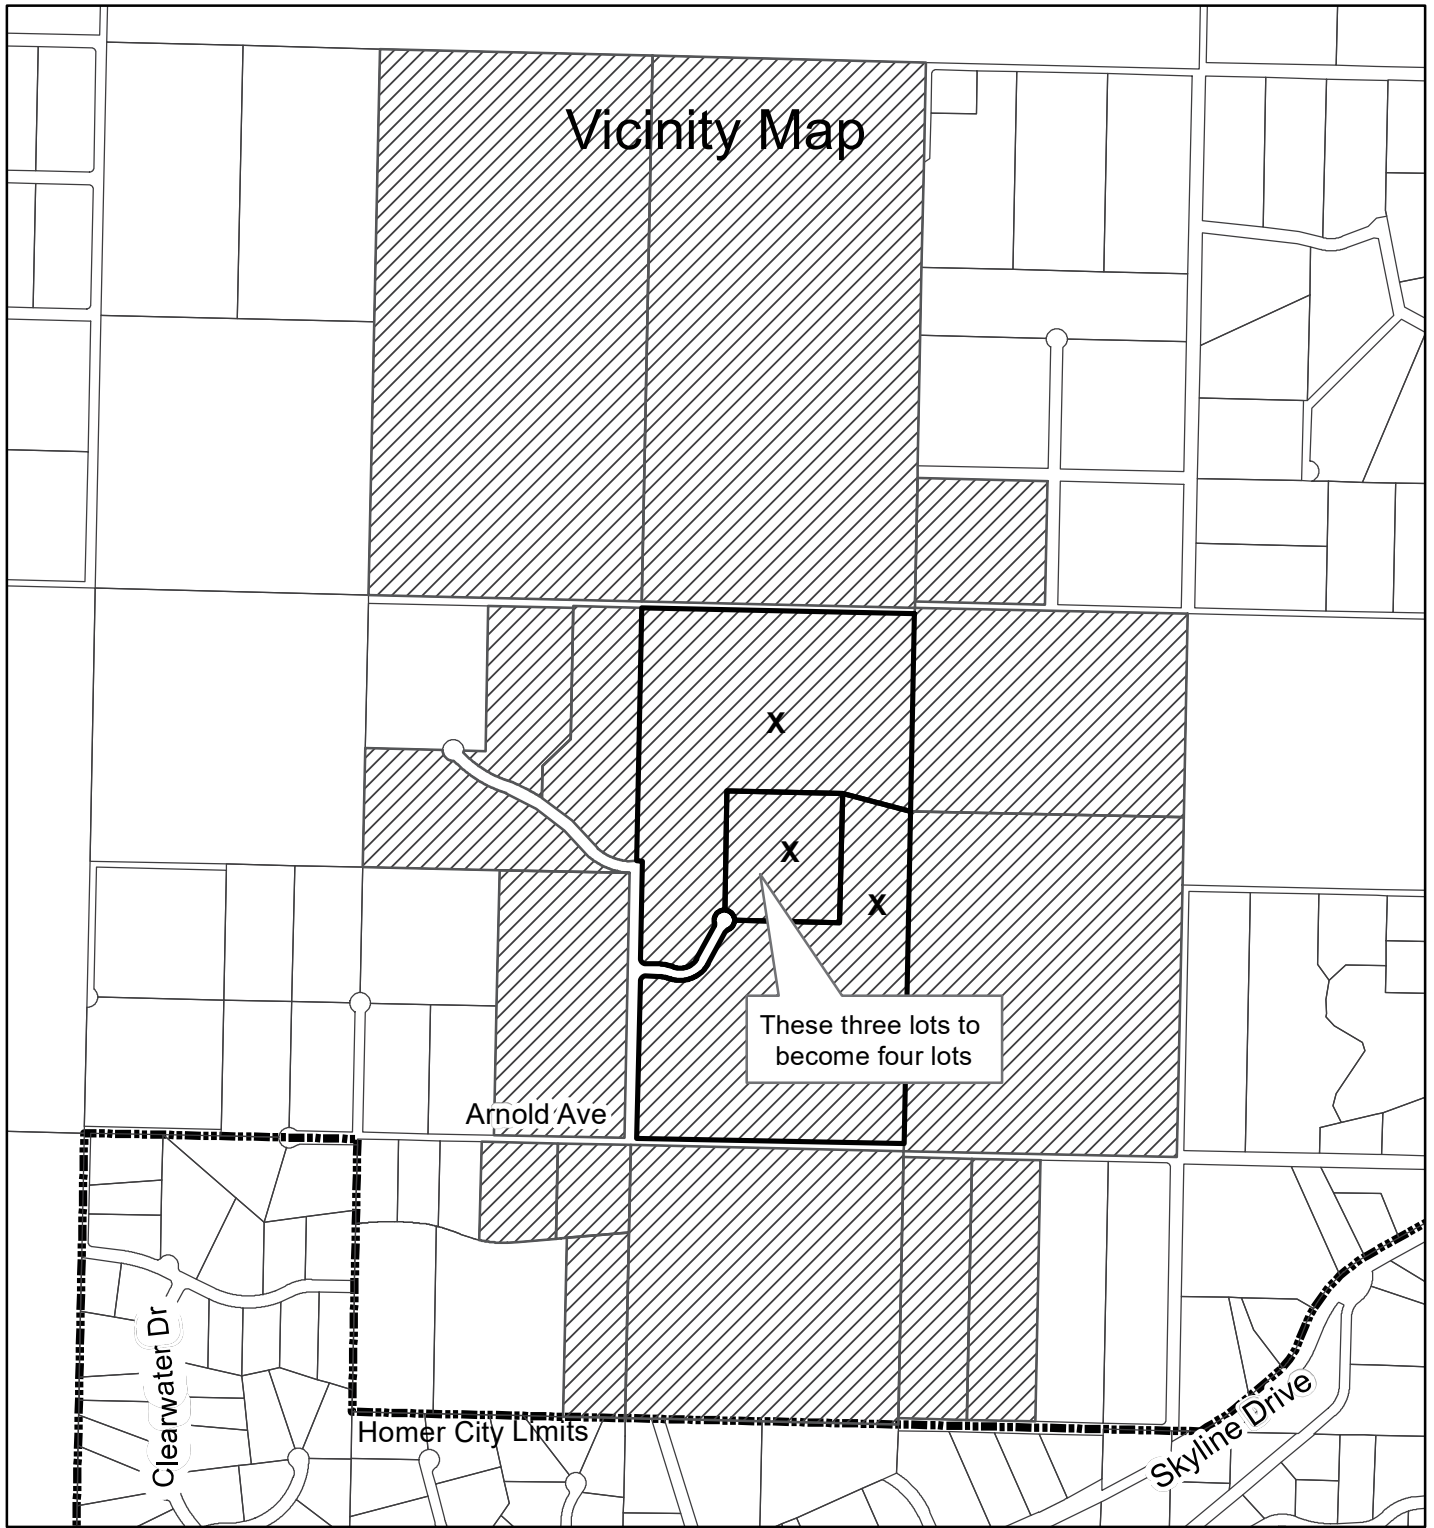 Vicinity Map
X
X
X
These three lots to
become four lots
Arnold Ave
Clearwater Dr
Homer City Limits
Skyline Drive